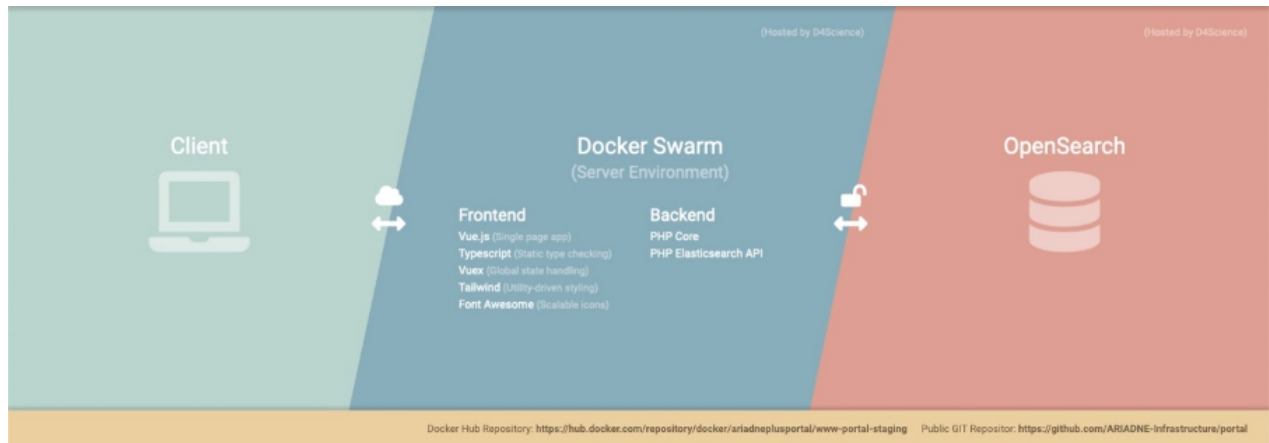 (Hosted by D4Science)
(Hosted by D4Science)
Client
Docker Swarm
(Server Environment)
OpenSearch
Frontend
Vue.js (Single page app)
Typescript (Static type checking)
Vuex (Global state handling)
Tailwind (Utility-driven styling)
Font Awesome (Scalable icons)
Backend
PHP Core
PHP Elasticsearch API
Docker Hub Repository: https://hub.docker.com/repository/docker/ariadneplusportal/www-portal-staging Public GIT Repositor: https://github.com/ARIADNE-Infrastructure/portal